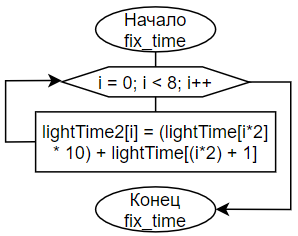 Начало
fix_time
i = 0; i < 8; i++
lightTime2[i] = (lightTime[i*2]
* 10) + lightTime[(i*2) + 1]
Конец
fix_time